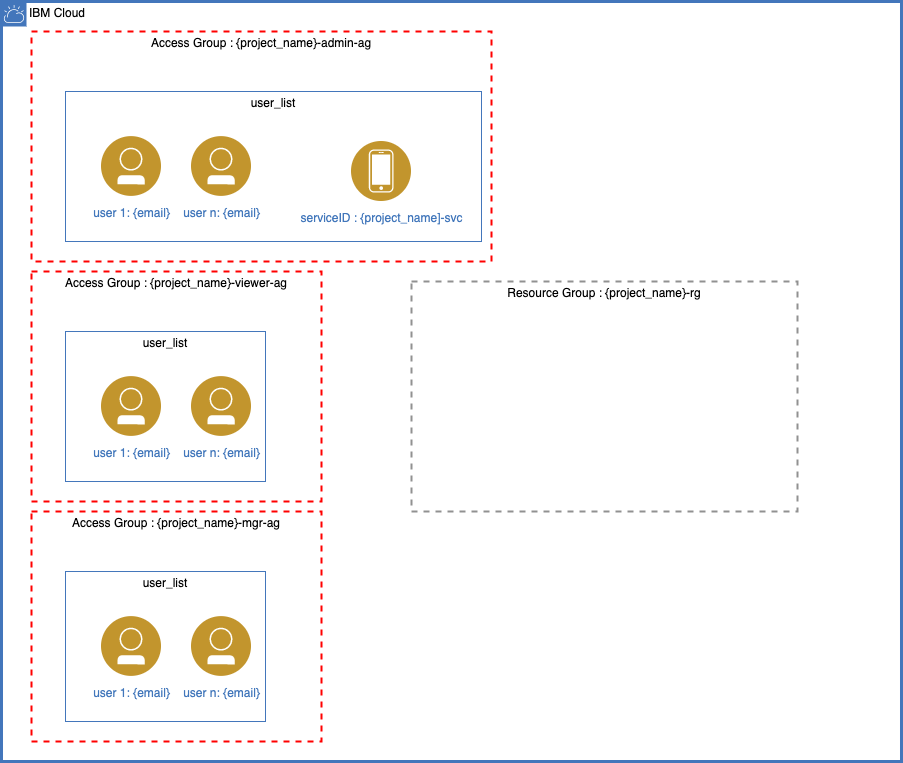 IBM Cloud
Access Group : {project_name}-admin-ag
user_list
user 1: {email}
user n: {email}
serviceID : {project_name]-svc
Access Group : {project_name}-viewer-ag
user_list
user 1: {email}
user n: {email}
Resource Group : {project_name}-rg
Access Group : {project_name}-mgr-ag
user_list
user 1: {email}
user n: {email}